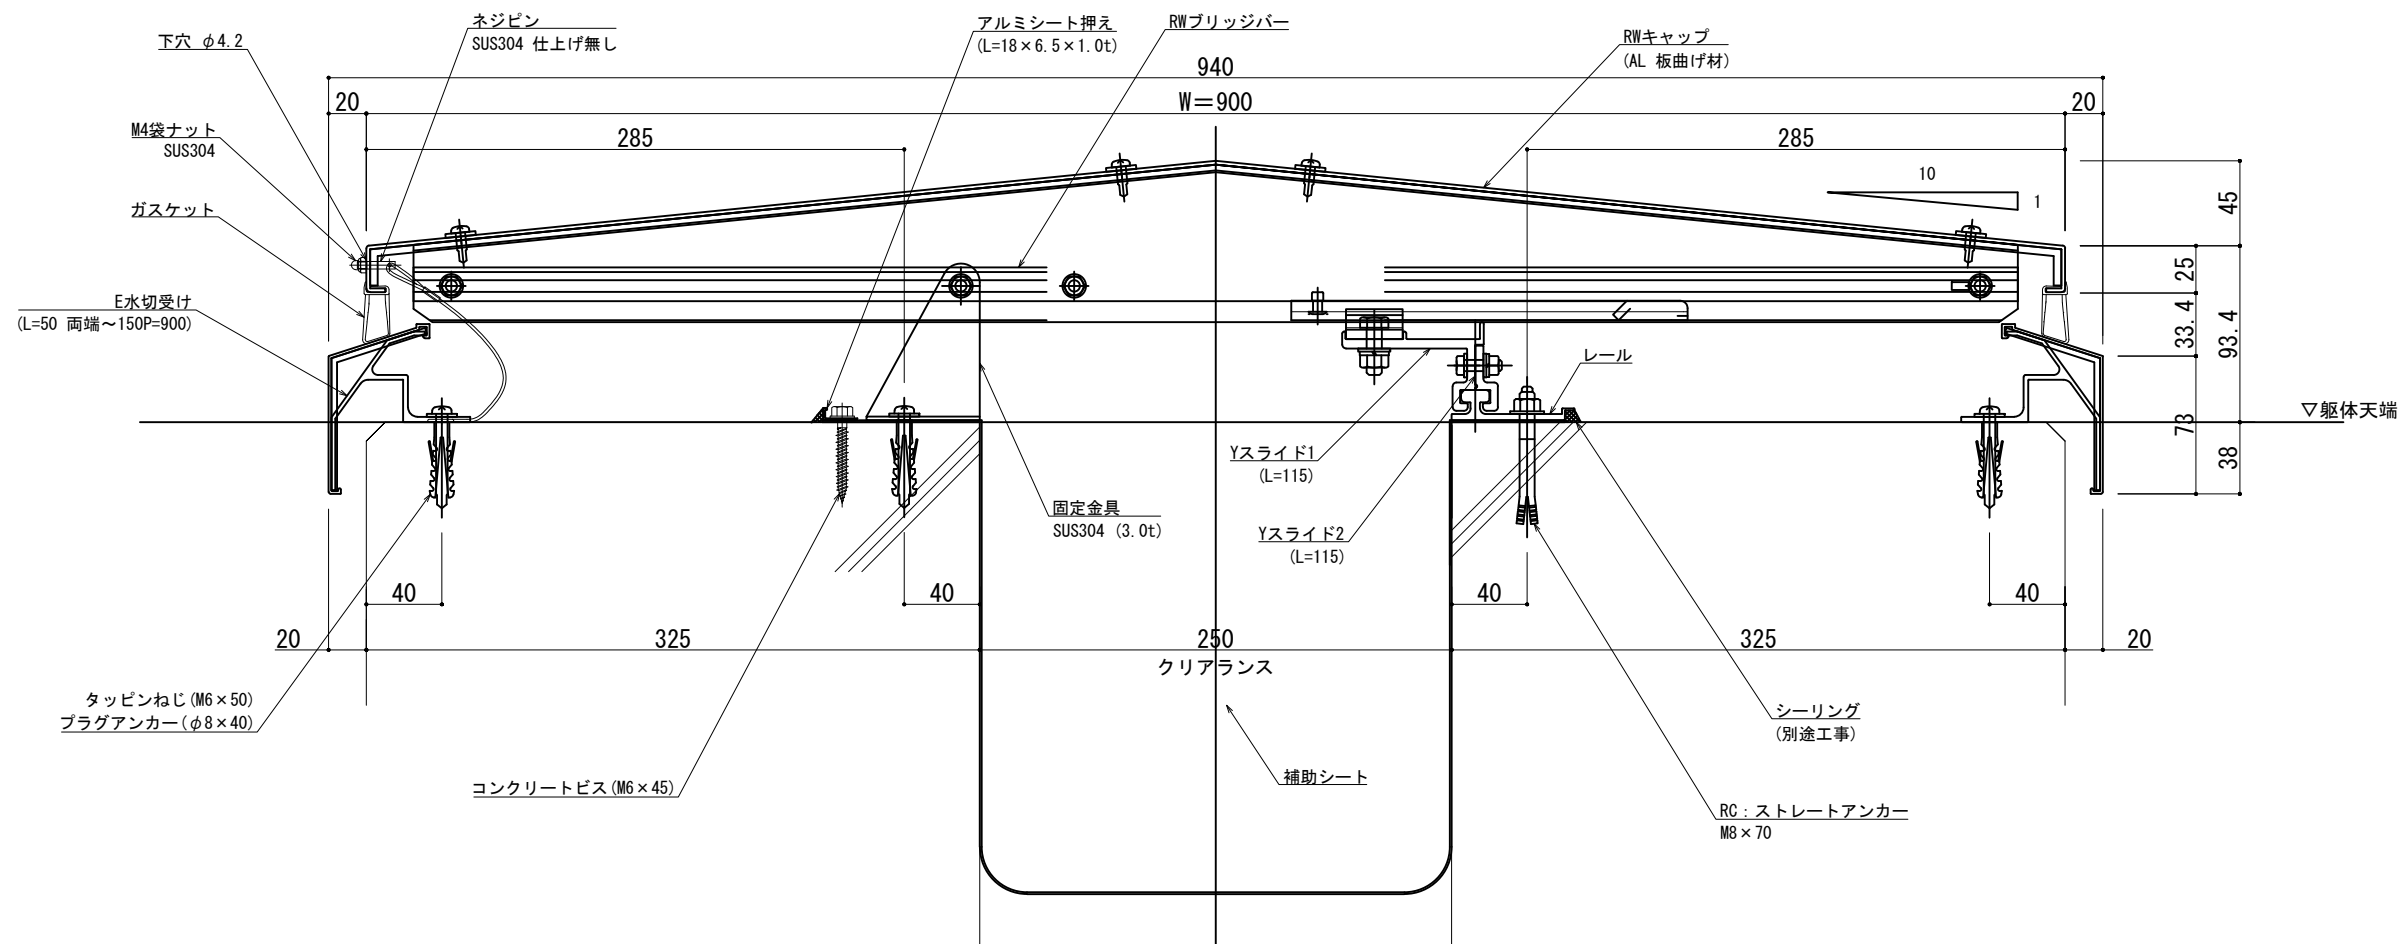 ネジピン
SUS304 仕上げ無し
アルミシート押え
(L=18×6.5×1.0t)
RWブリッジバー
RWキャップ
(AL 板曲げ材)
下穴 φ4.2
940
20
W＝900
20
M4袋ナット
SUS304
285
285
10
1
45
ガスケット
25
E水切受け
(L=50 両端～150P=900)
33.4
93.4
レール
▽躯体天端
73
38
Yスライド1
(L=115)
固定金具
SUS304 (3.0t)
Yスライド2
(L=115)
40
40
40
40
20
325
250
325
20
クリアランス
タッピンねじ(M6×50)
プラグアンカー(φ8×40)
シーリング
(別途工事)
コンクリートビス(M6×45)
補助シート
RC：ストレートアンカー
M8×70